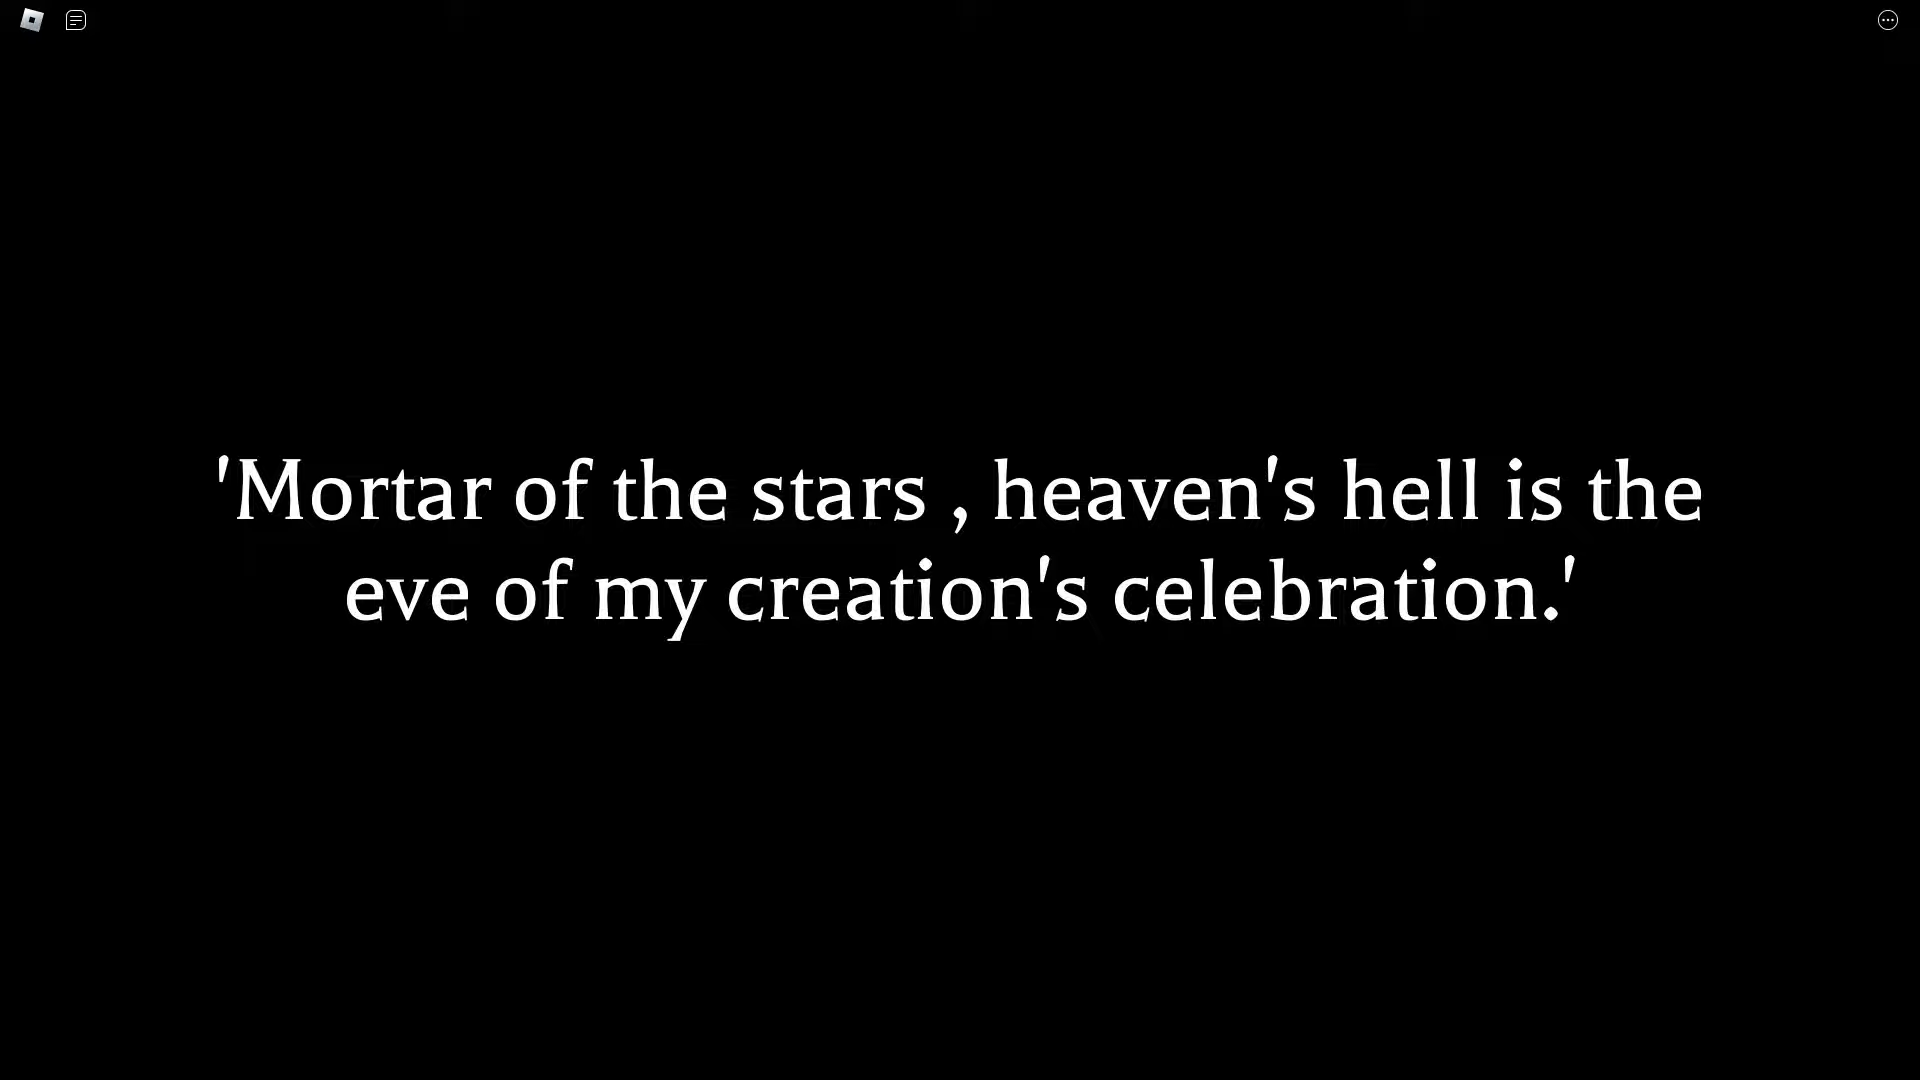 'Mortar of the stars , heaven's hell is the
eve of my creation's celebration.'